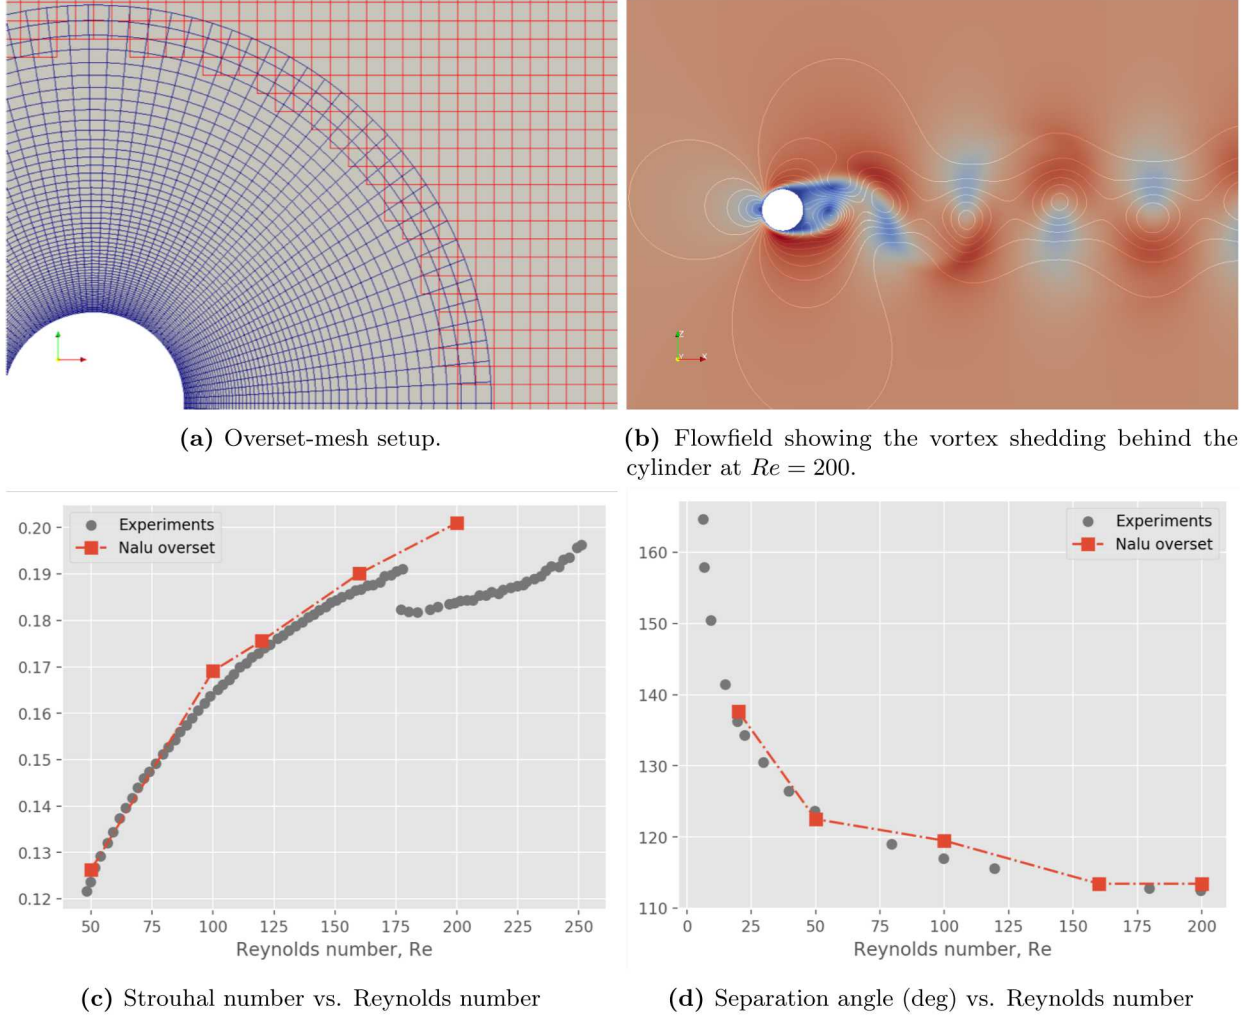 Z
Y
X
(a) Overset-mesh setup.
(b) Flowfield showing the vortex shedding behind the
cylinder at Re = 200.
Experiments
Nalu overset
0.20
0.19
0.18
0.17
0.16
0.15
0.14
0.13
0.12
50 75 100 125 150 175 200 225 250
Reynolds number, Re
Experiments
Nalu overset
160
150
140
130
120
110
0 25 50 75 100 125 150 175 200
Reynolds number, Re
(c) Strouhal number vs. Reynolds number
(d) Separation angle (deg) vs. Reynolds number